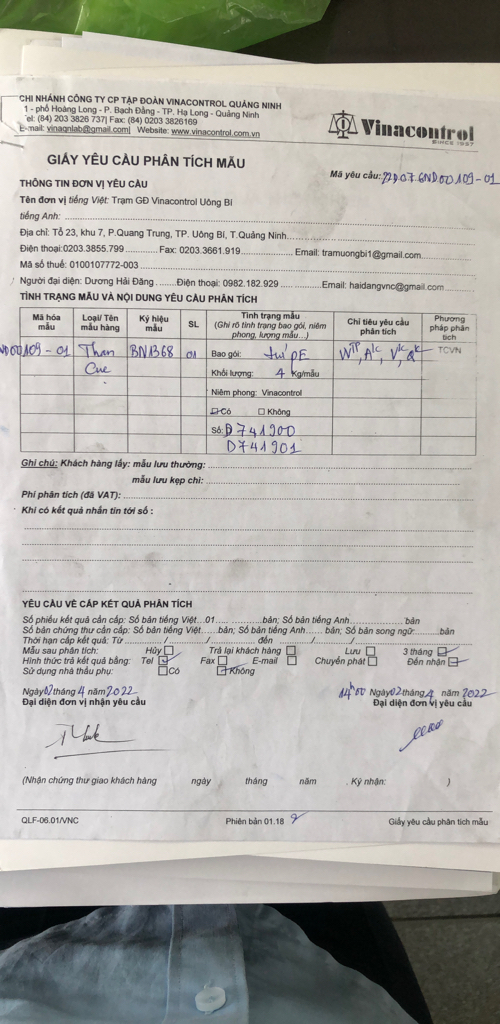 CHI NHÁNH CÔNG TY CP TẬP ĐOÀN VINACONTROL QUẢNG NINH
1 - phố Hoàng Long - P. Bạch Đằng - TP. Hạ Long - Quảng Ninh
Tel: (84) 203 3826 737| Fax: (84) 0203 3826169
E-mail: vinaqnlab@gmail.com| Website: www.vinacontrol.com.vn
Vinacontrol
SINCE 1957
GIẤY YÊU CẦU PHÂN TÍCH MẪU
Mã yêu cầu:
THÔNG TIN ĐƠN VỊ YÊU CẦU
Tên đơn vị tiếng Việt: Trạm GĐ Vinacontrol Uông Bí
tiếng Anh:
Địa chỉ: Tổ 23, khu 7, P.Quang Trung, TP. Uông Bí, T.Quảng Ninh
Điện thoại:0203.3855.799 Fax: 0203.3661.919 Email: tramuongbi1@gmail.com
Mã số thuế: 0100107772-003
Người đại diện: Dương Hải Đăng Điện thoại: 0982.182.929 Email: haidangvnc@gmail.com
TÌNH TRẠNG MẪU VÀ NỘI DUNG YÊU CẦU PHÂN TÍCH
Mã hóa mẫu Loại/ Tên mẫu hàng Ký hiệu mẫu SL Tình trạng mẫu (Ghi rõ tình trạng bao gói, niêm phong, lượng mẫu...) Chỉ tiêu yêu cầu phân tích Phương pháp phân tích
ND00109-01 Than BN1368 01 Bao gói: túi PE TCVN
Cuc Khối lượng: 4 Kg/mẫu
Niêm phong: Vinacontrol
Có Không
Số: D741900
D741901
Ghi chú: Khách hàng lấy: mẫu lưu thường:
mẫu lưu kẹp chì:
Phí phân tích (đã VAT):
Khi có kết quả nhắn tin tới số :
YÊU CẦU VỀ CẤP KẾT QUẢ PHÂN TÍCH
Số phiếu kết quả cần cấp: Số bản tiếng Việt...01... bản; Số bản tiếng Anh bản
Số bản chứng thư cần cấp: Số bản tiếng Việt bản; Số bản tiếng Anh bản; Số bản song ngữ bản
Thời hạn cấp kết quả: Từ / / đến / /
Mẫu sau phân tích: Hủy Trả lại khách hàng Lưu 3 tháng
Hình thức trả kết quả bằng: Tel Fax E-mail Chuyển phát Đến nhận
Sử dụng nhà thầu phụ: Có Không
Ngày 02 tháng 4 năm 2022 14h00 Ngày 02 tháng 4 năm 2022
Đại diện đơn vị nhận yêu cầu Đại diện đơn vị yêu cầu
(Nhận chứng thư giao khách hàng ngày tháng năm . Ký nhận: )
QLF-06.01/VNC Phiên bản 01.18 Giấy yêu cầu phân tích mẫu